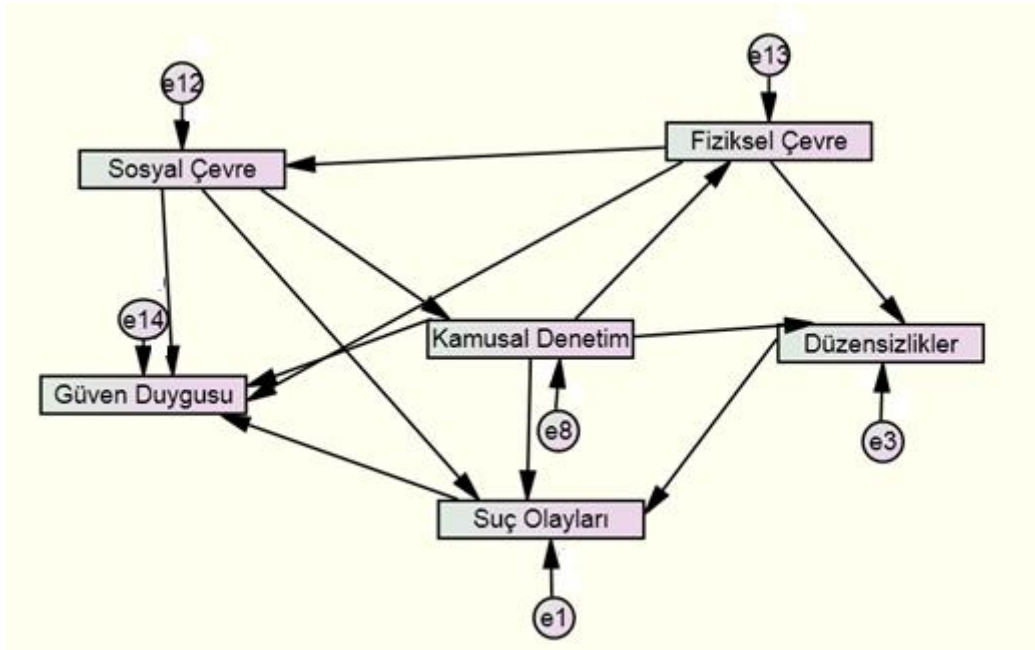 e12
e13
Sosyal Çevre
Fiziksel Çevre
e14
Kamusal Denetim
Düzensizlikler
Güven Duygusu
e8
e3
Suç Olayları
e1